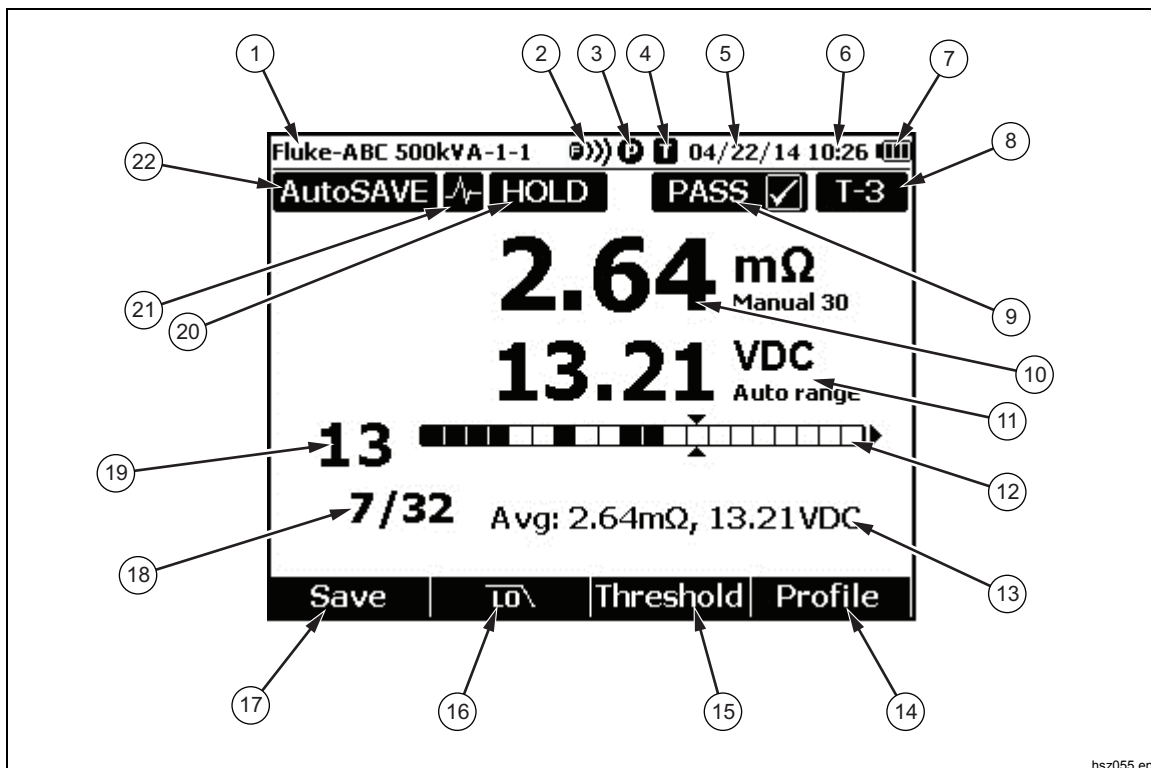 1 2 3 4 5 6 7
Fluke-ABC 500kVA-1-1 P T 04/22/14 10:26
22 8
AutoSAVE HOLD PASS T-3
2.64 mΩ
Manual 30
21 20 9
13.21 VDC
Auto range
10
11
19 13
12
7/32 Avg: 2.64mΩ, 13.21VDC
18 13
Save LO Threshold Profile
17 16 15 14